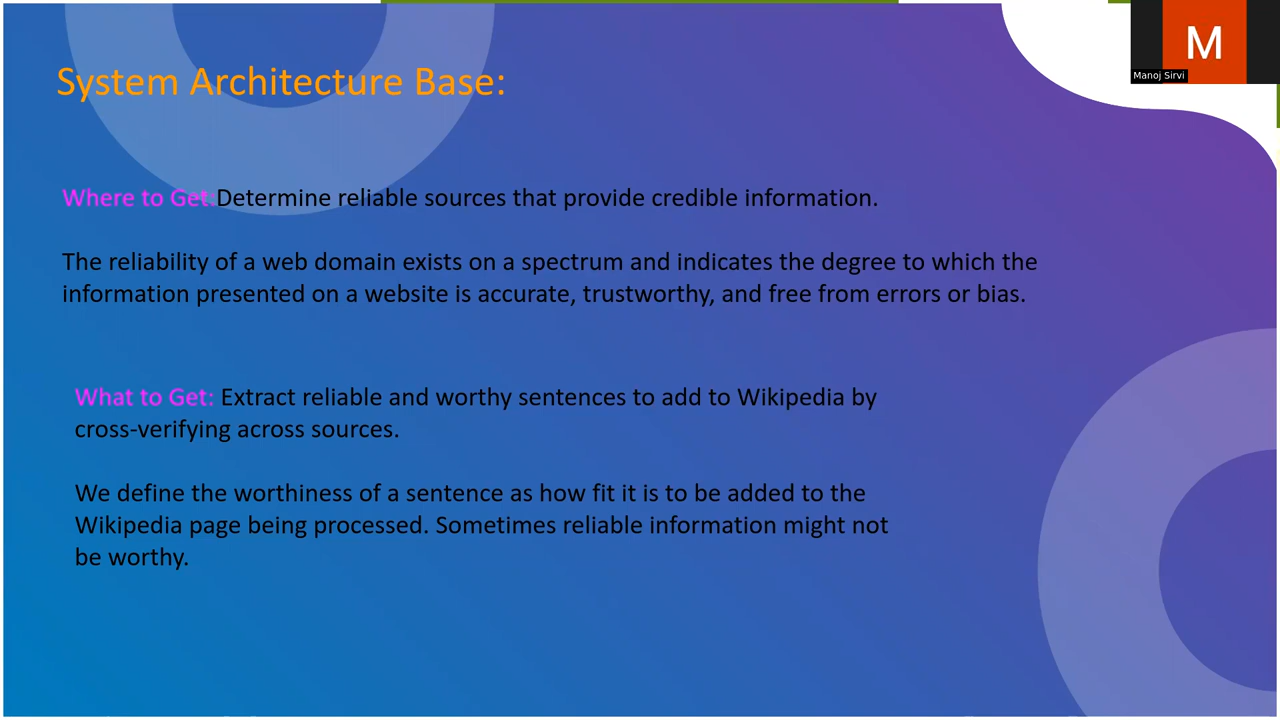 M
Manoj Sirvi
System Architecture Base:
Where to Get:Determine reliable sources that provide credible information.
The reliability of a web domain exists on a spectrum and indicates the degree to which the
information presented on a website is accurate, trustworthy, and free from errors or bias.
What to Get: Extract reliable and worthy sentences to add to Wikipedia by
cross-verifying across sources.
We define the worthiness of a sentence as how fit it is to be added to the
Wikipedia page being processed. Sometimes reliable information might not
be worthy.